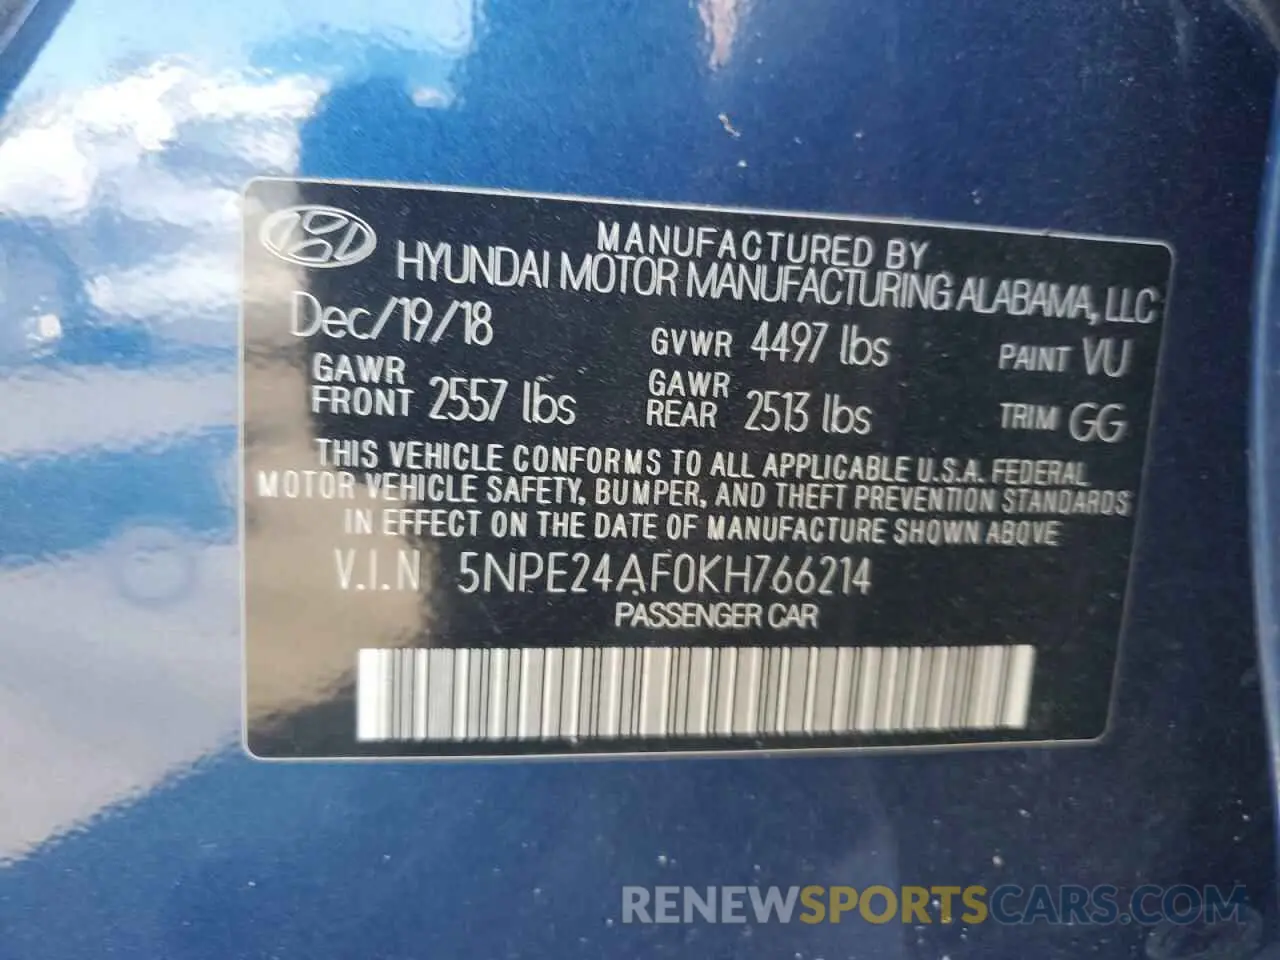 MANUFACTURED BY
HYUNDAI MOTOR MANUFACTURING ALABAMA, LLC
Dec/19/18 GVWR 4497 lbs PAINT VU
GAWR FRONT 2557 lbs GAWR REAR 2513 lbs TRIM GG
THIS VEHICLE CONFORMS TO ALL APPLICABLE U.S.A. FEDERAL
MOTOR VEHICLE SAFETY, BUMPER, AND THEFT PREVENTION STANDARDS
IN EFFECT ON THE DATE OF MANUFACTURE SHOWN ABOVE
V.I.N 5NPE24AF0KH766214
PASSENGER CAR
RENEWSPORTSCARS.COM